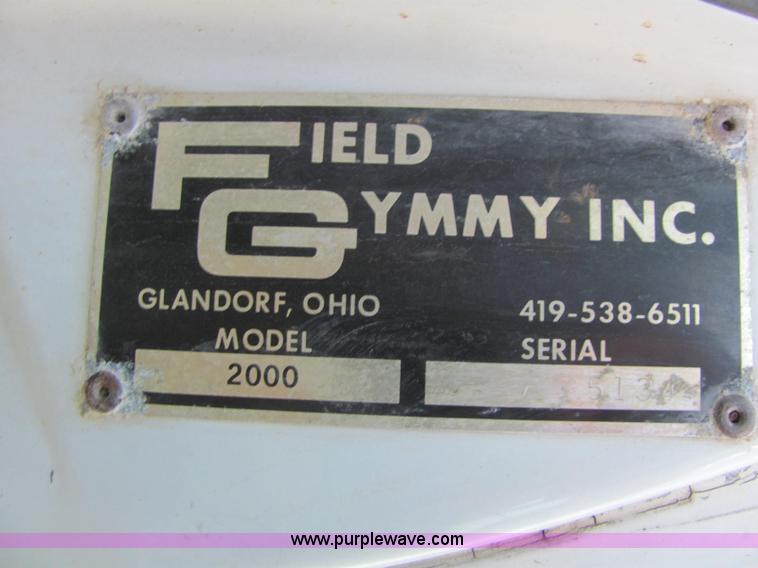 FIELD
GYMMY INC.
GLANDORF, OHIO 419-538-6511
MODEL SERIAL
2000
www.purplewave.com